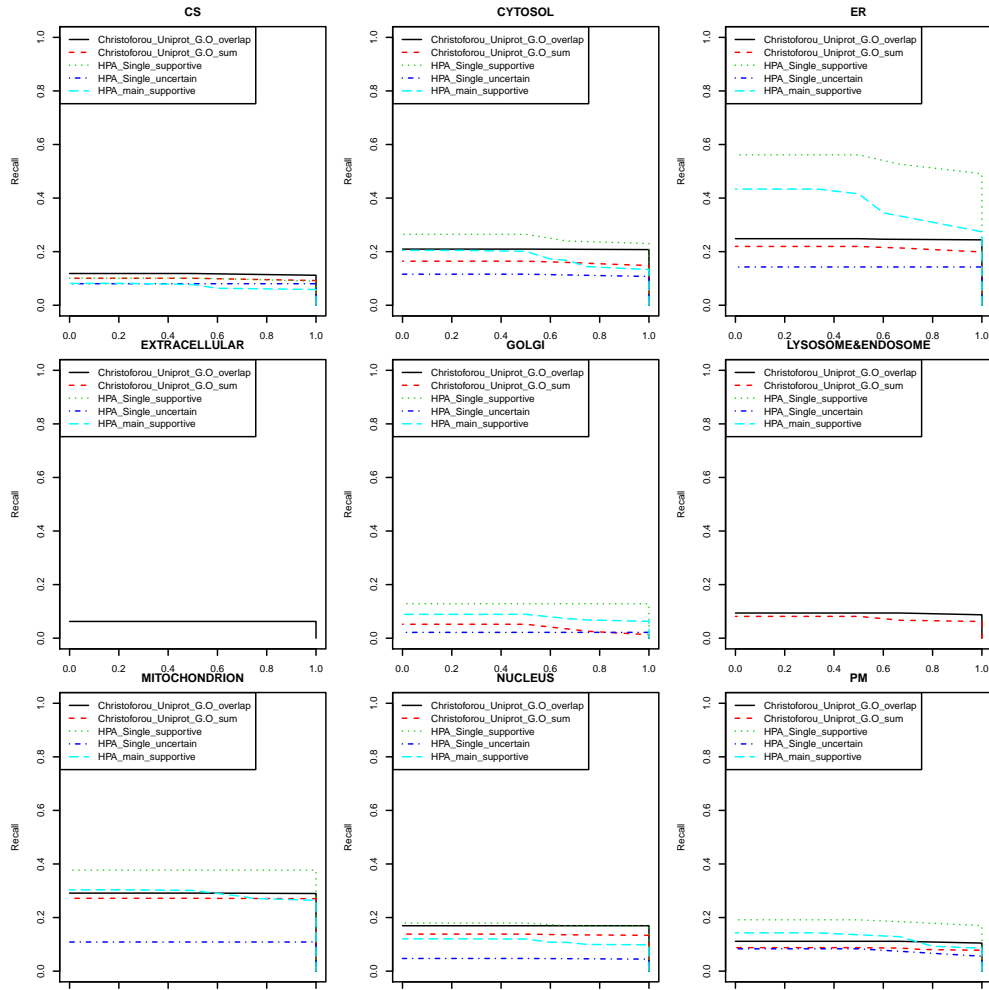 CS
1.0
0.8
0.6
0.4
0.2
0.0
Recall
Christoforou_Uniprot_G.O_overlap
Christoforou_Uniprot_G.O_sum
HPA_Single_supportive
HPA_Single_uncertain
HPA_main_supportive
0.0 0.2 0.4 0.6 0.8 1.0
CYTOSOL
1.0
0.8
0.6
0.4
0.2
0.0
Recall
Christoforou_Uniprot_G.O_overlap
Christoforou_Uniprot_G.O_sum
HPA_Single_supportive
HPA_Single_uncertain
HPA_main_supportive
0.0 0.2 0.4 0.6 0.8 1.0
ER
1.0
0.8
0.6
0.4
0.2
0.0
Recall
Christoforou_Uniprot_G.O_overlap
Christoforou_Uniprot_G.O_sum
HPA_Single_supportive
HPA_Single_uncertain
HPA_main_supportive
0.0 0.2 0.4 0.6 0.8 1.0
EXTRACELLULAR
1.0
0.8
0.6
0.4
0.2
0.0
Recall
Christoforou_Uniprot_G.O_overlap
Christoforou_Uniprot_G.O_sum
HPA_Single_supportive
HPA_Single_uncertain
HPA_main_supportive
0.0 0.2 0.4 0.6 0.8 1.0
GOLGI
1.0
0.8
0.6
0.4
0.2
0.0
Recall
Christoforou_Uniprot_G.O_overlap
Christoforou_Uniprot_G.O_sum
HPA_Single_supportive
HPA_Single_uncertain
HPA_main_supportive
0.0 0.2 0.4 0.6 0.8 1.0
LYSOSOME&ENDOSOME
1.0
0.8
0.6
0.4
0.2
0.0
Recall
Christoforou_Uniprot_G.O_overlap
Christoforou_Uniprot_G.O_sum
HPA_Single_supportive
HPA_Single_uncertain
HPA_main_supportive
0.0 0.2 0.4 0.6 0.8 1.0
MITOCHONDRION
1.0
0.8
0.6
0.4
0.2
0.0
Recall
Christoforou_Uniprot_G.O_overlap
Christoforou_Uniprot_G.O_sum
HPA_Single_supportive
HPA_Single_uncertain
HPA_main_supportive
NUCLEUS
1.0
0.8
0.6
0.4
0.2
0.0
Recall
Christoforou_Uniprot_G.O_overlap
Christoforou_Uniprot_G.O_sum
HPA_Single_supportive
HPA_Single_uncertain
HPA_main_supportive
PM
1.0
0.8
0.6
0.4
0.2
0.0
Recall
Christoforou_Uniprot_G.O_overlap
Christoforou_Uniprot_G.O_sum
HPA_Single_supportive
HPA_Single_uncertain
HPA_main_supportive